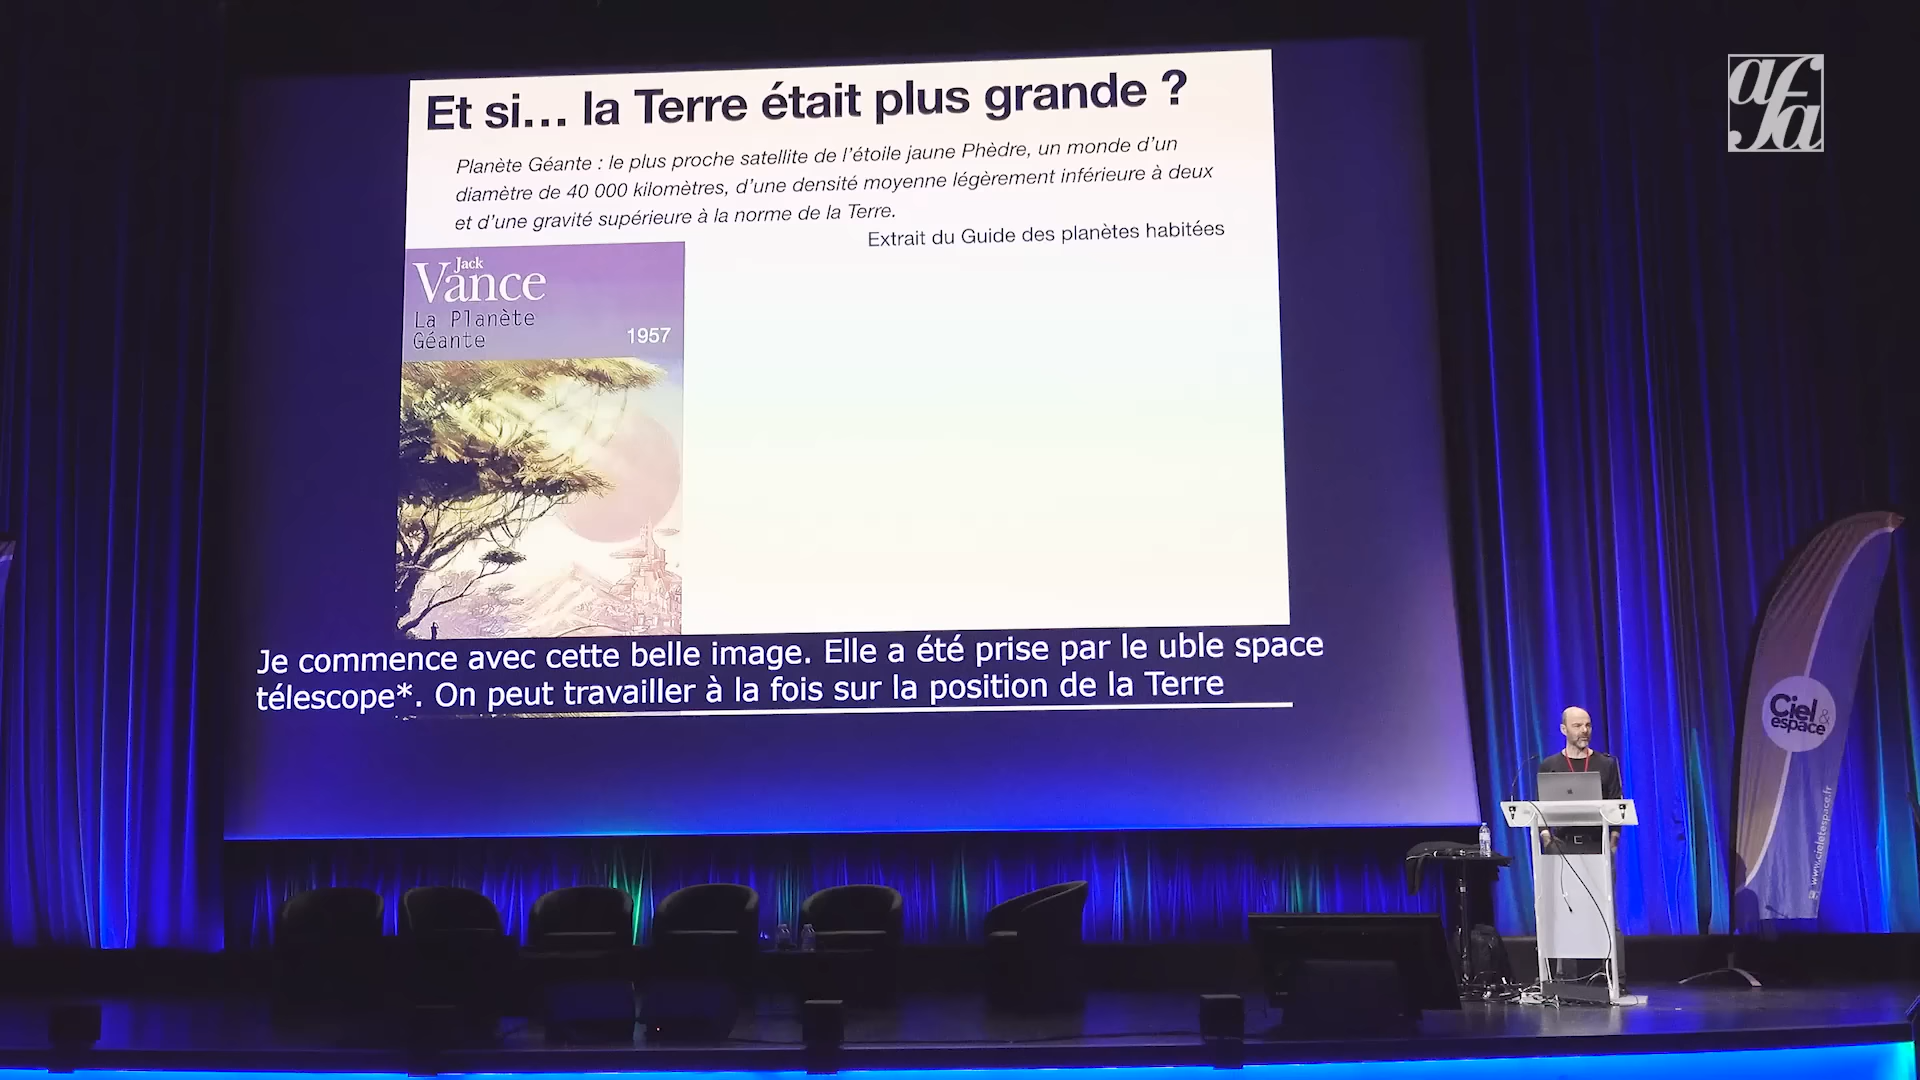 Et si... la Terre était plus grande ?
Planète Géante : le plus proche satellite de l'étoile jaune Phèdre, un monde d'un
diamètre de 40 000 kilomètres, d'une densité moyenne légèrement inférieure à deux
et d'une gravité supérieure à la norme de la Terre.
Extrait du Guide des planètes habitées
Jack
Vance
La Planète
Géante
1957
Je commence avec cette belle image. Elle a été prise par le uble space
télescope*. On peut travailler à la fois sur la position de la Terre
afa
Ciel &
espace
www.cieletespace.fr